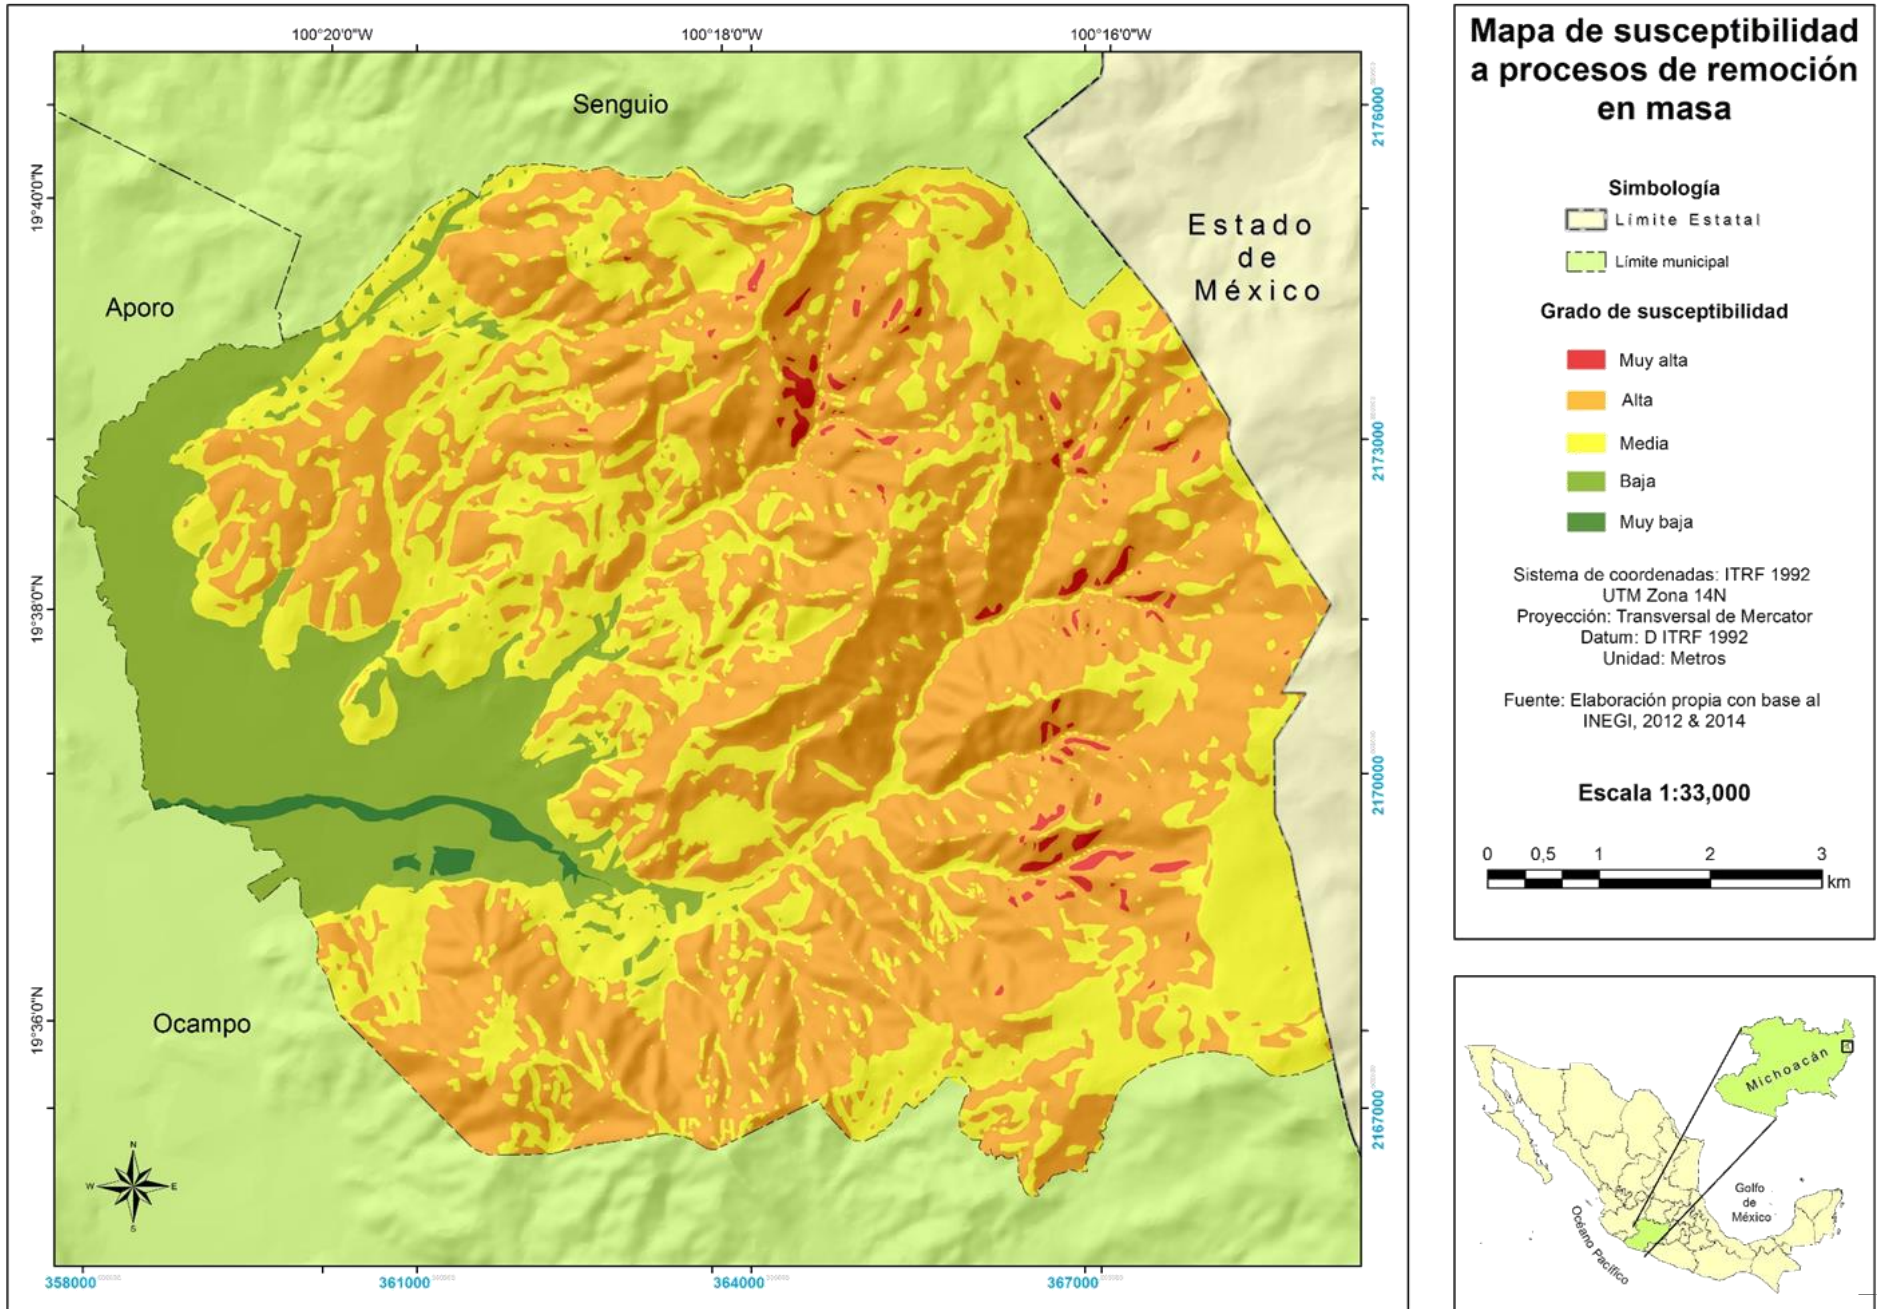 100°20'0"W
100°18'0"W
100°16'0"W
19°40'0"N
19°38'0"N
19°36'0"N
2176000
2173000
2170000
2167000
358000
361000
364000
367000
Senguio
Aporo
Estado
de
México
Ocampo
N
W
E
S
Mapa de susceptibilidad
a procesos de remoción
en masa
Simbología
Límite Estatal
Límite municipal
Grado de susceptibilidad
Muy alta
Alta
Media
Baja
Muy baja
Sistema de coordenadas: ITRF 1992
UTM Zona 14N
Proyección: Transversal de Mercator
Datum: D ITRF 1992
Unidad: Metros
Fuente: Elaboración propia con base al
INEGI, 2012 & 2014
Escala 1:33,000
0 0,5 1 2 3
km
Michoacán
Golfo
de
México
Océano Pacífico